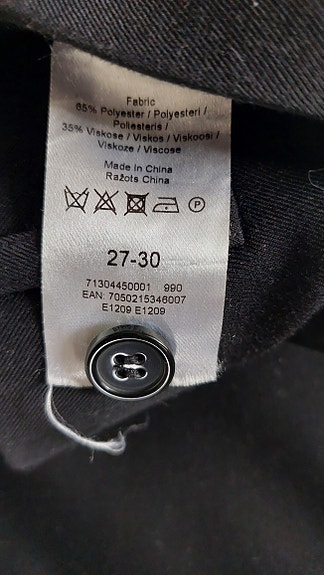 Fabric
65% Polyester / Polyesteri /
Poliesteris /
35% Viskose / Viskos / Viskoosi /
Viskoze / Viscose
Made in China
Ražots China
P
27-30
71304450001 990
EAN: 7050215346007
E1209 E1209